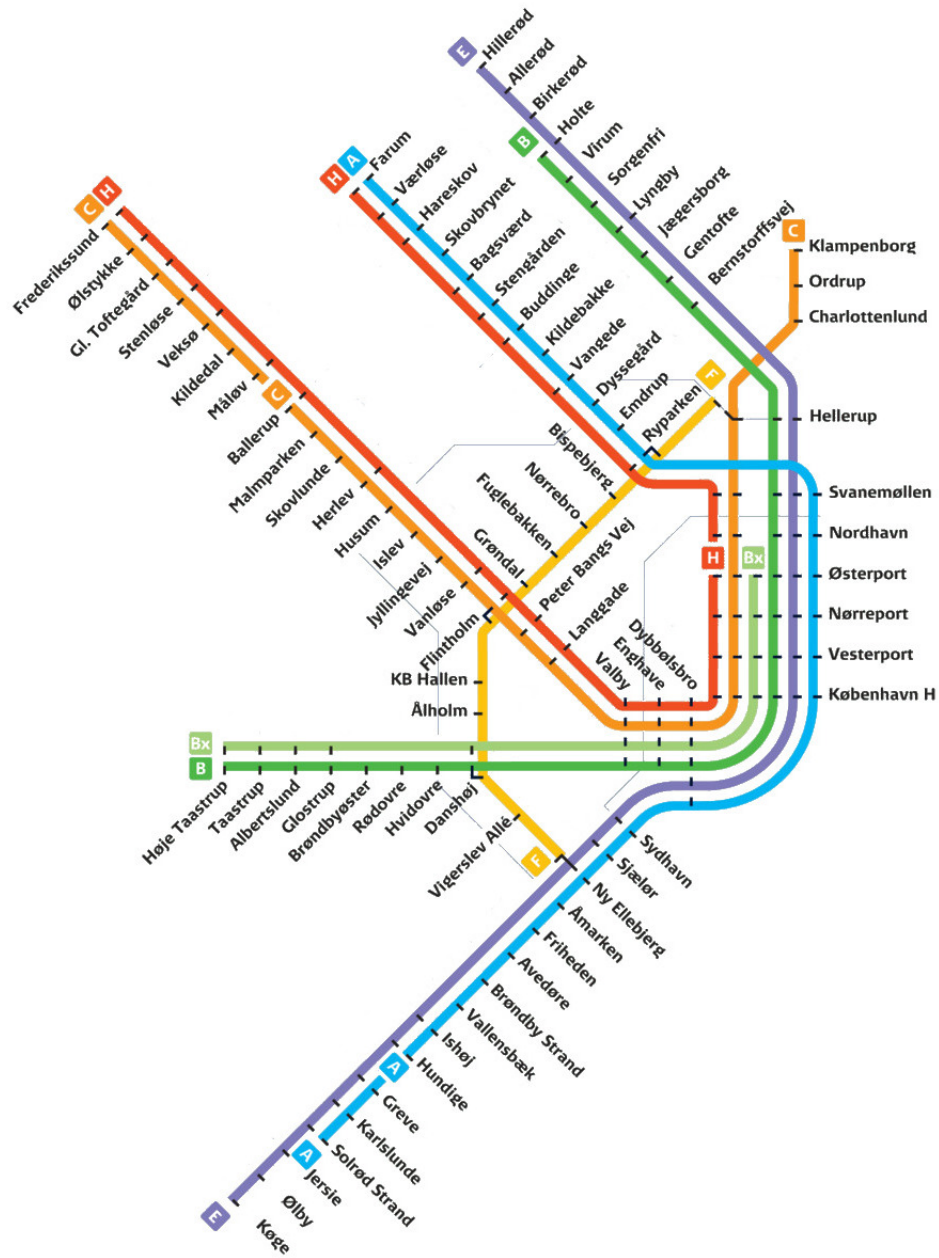 E
Hillerød
Allerød
Birkerød
Holte
B
Virum
Sorgenfri
Lyngby
Jægersborg
Gentofte
Bernstorffsvej
H
A
Farum
Værløse
Hareskov
Skovbrynet
Bagsværd
Stengården
Buddinge
Kildebakke
Vangede
Dyssegård
Emdrup
F
Ryparken
Bispebjerg
Nørrebro
Fuglebakken
Grøndal
C
H
Frederikssund
Ølstykke
Gl. Toftegård
Stenløse
Veksø
Kildedal
Måløv
C
Ballerup
Malmparken
Skovlunde
Herlev
Husum
Islev
Jyllingevej
Vanløse
Flintholm
Peter Bangs Vej
Langgade
Valby
Enghave
Dybbølsbro
C
Klampenborg
Ordrup
Charlottenlund
Hellerup
Svanemøllen
Nordhavn
H
Bx
Østerport
Nørreport
Vesterport
København H
KB Hallen
Ålholm
Bx
B
Høje Taastrup
Taastrup
Albertslund
Glostrup
Brøndbyøster
Rødovre
Hvidovre
Danshøj
Vigerslev Allé
F
Sydhavn
Sjælør
Ny Ellebjerg
Åmarken
Friheden
Avedøre
Brøndby Strand
Vallensbæk
Ishøj
Hundige
A
Greve
Karlslunde
Solrød Strand
A
Jersie
Ølby
Køge
E